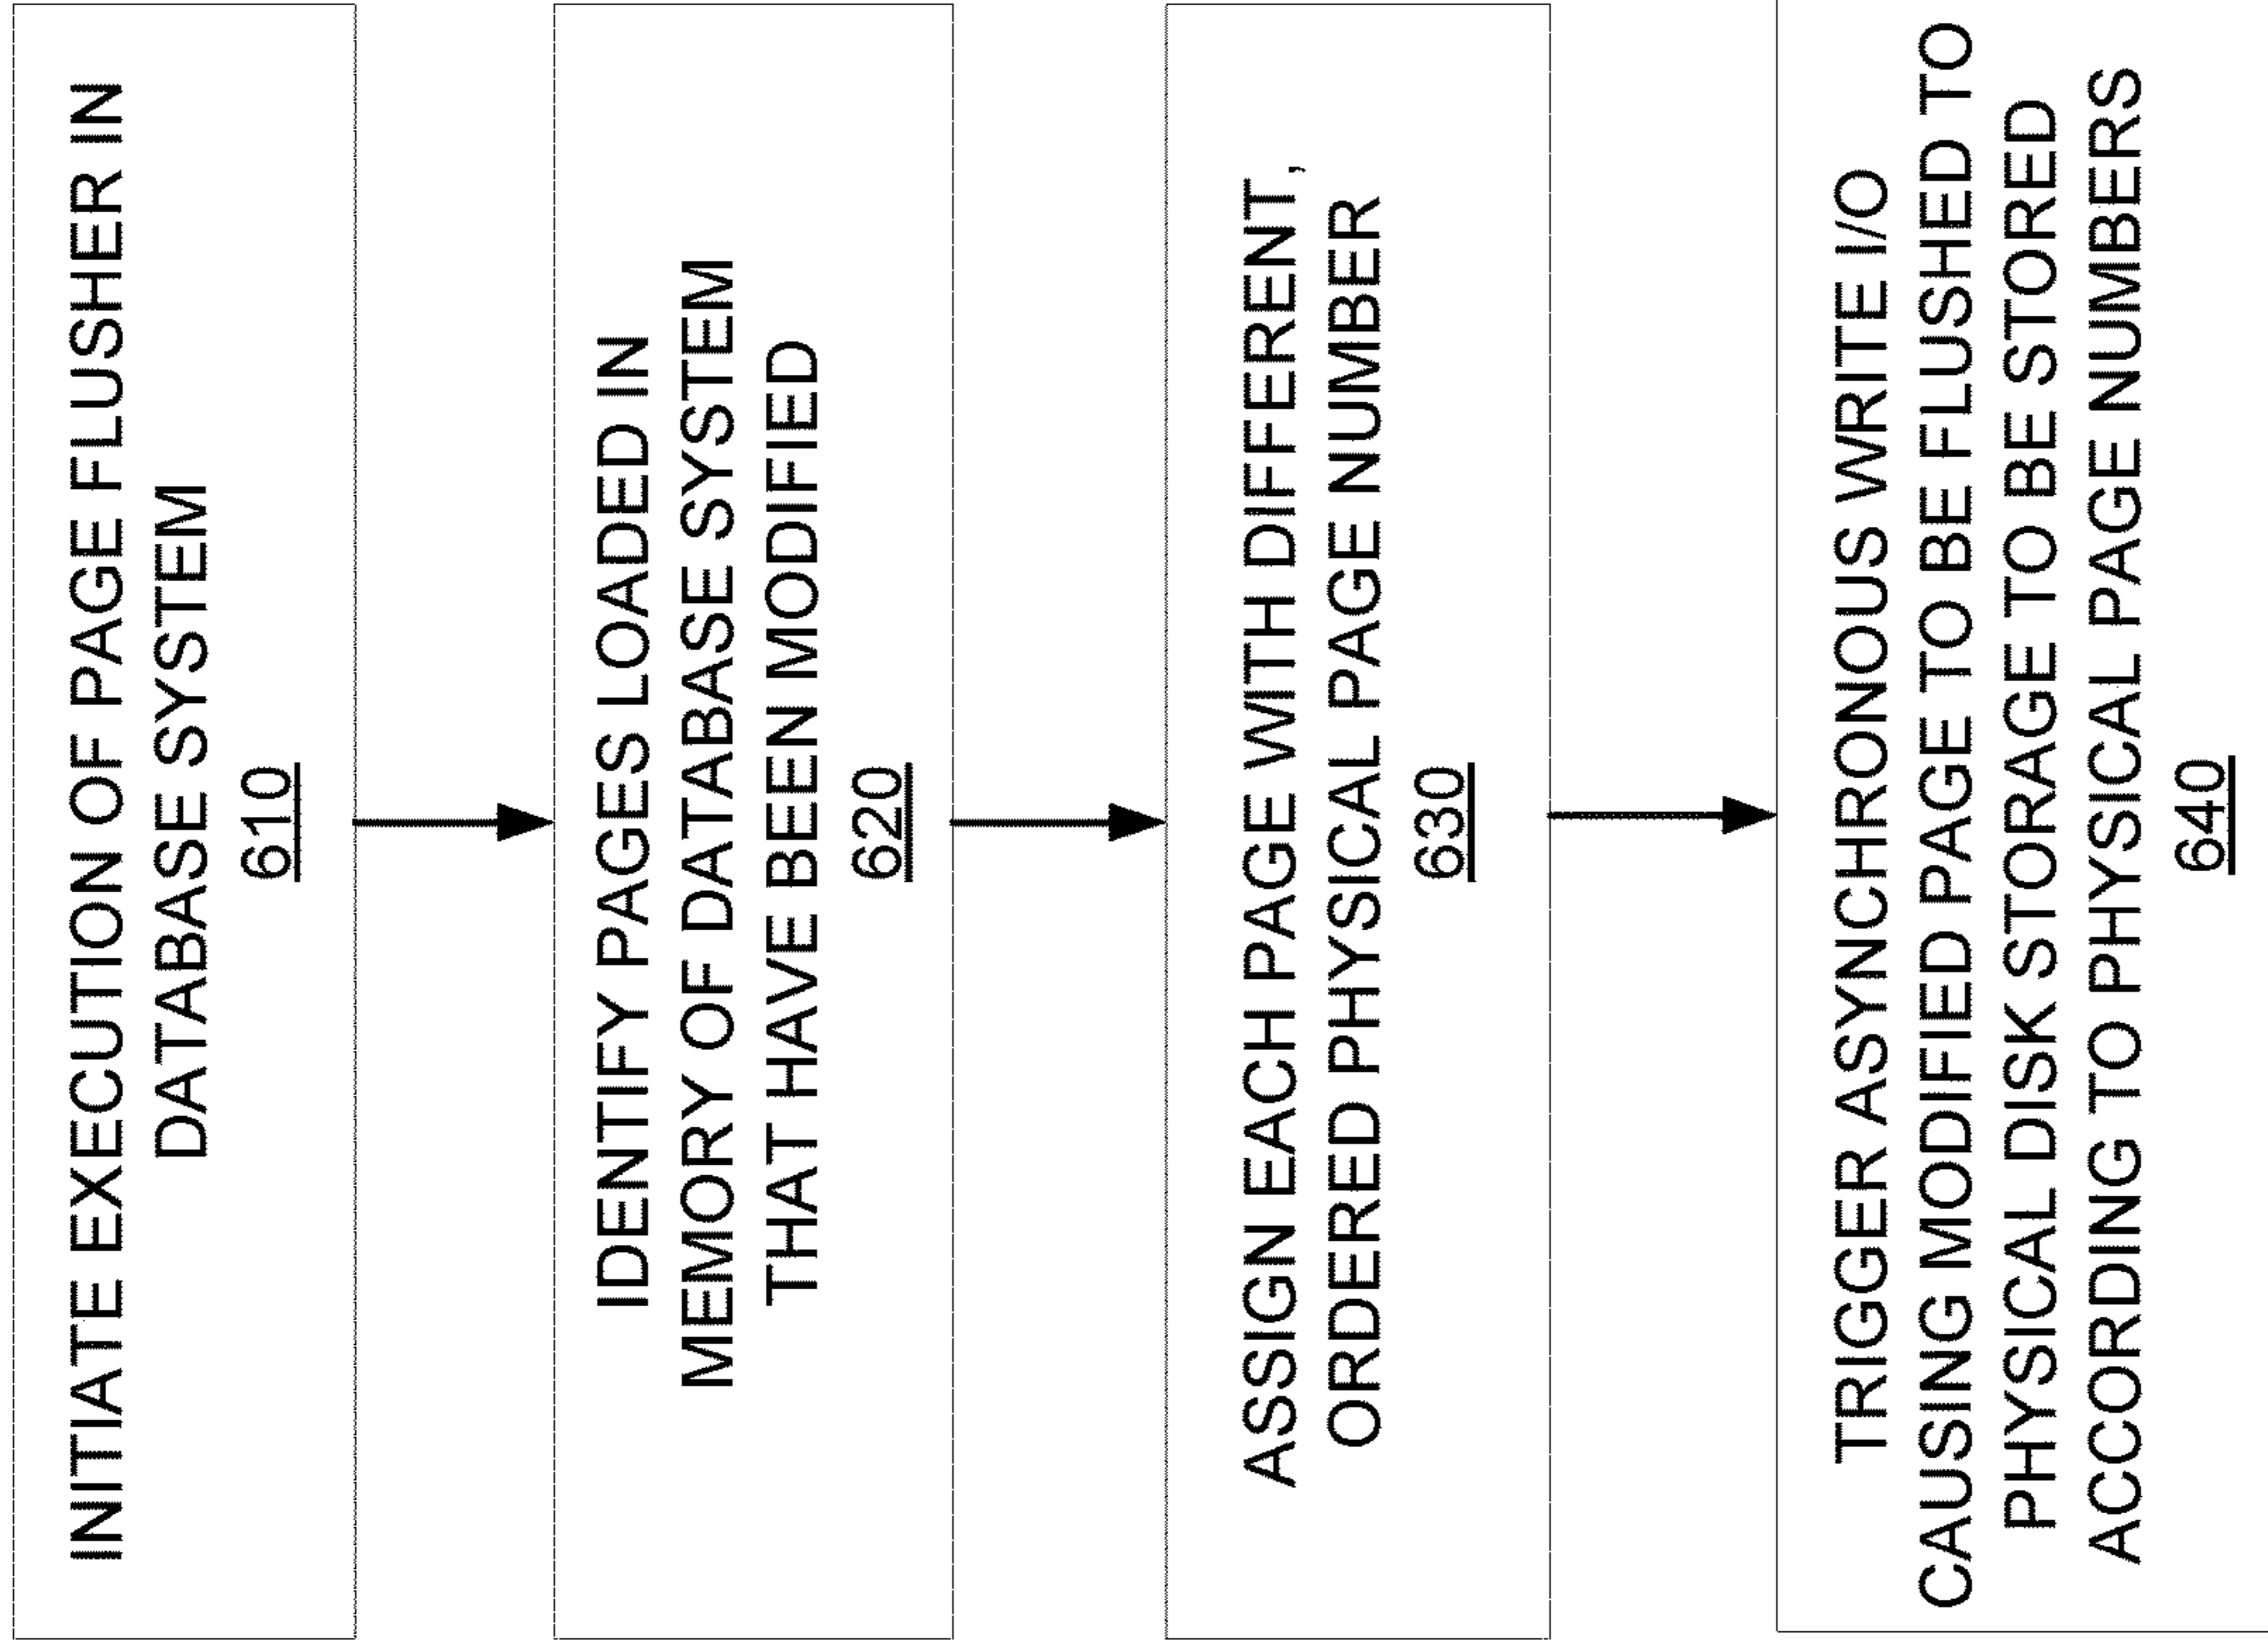 INITIATE EXECUTION OF PAGE FLUSHER IN
DATABASE SYSTEM
610
IDENTIFY PAGES LOADED IN
MEMORY OF DATABASE SYSTEM
THAT HAVE BEEN MODIFIED
620
ASSIGN EACH PAGE WITH DIFFERENT,
ORDERED PHYSICAL PAGE NUMBER
630
TRIGGER ASYNCHRONOUS WRITE I/O
CAUSING MODIFIED PAGE TO BE FLUSHED TO
PHYSICAL DISK STORAGE TO BE STORED
ACCORDING TO PHYSICAL PAGE NUMBERS
640